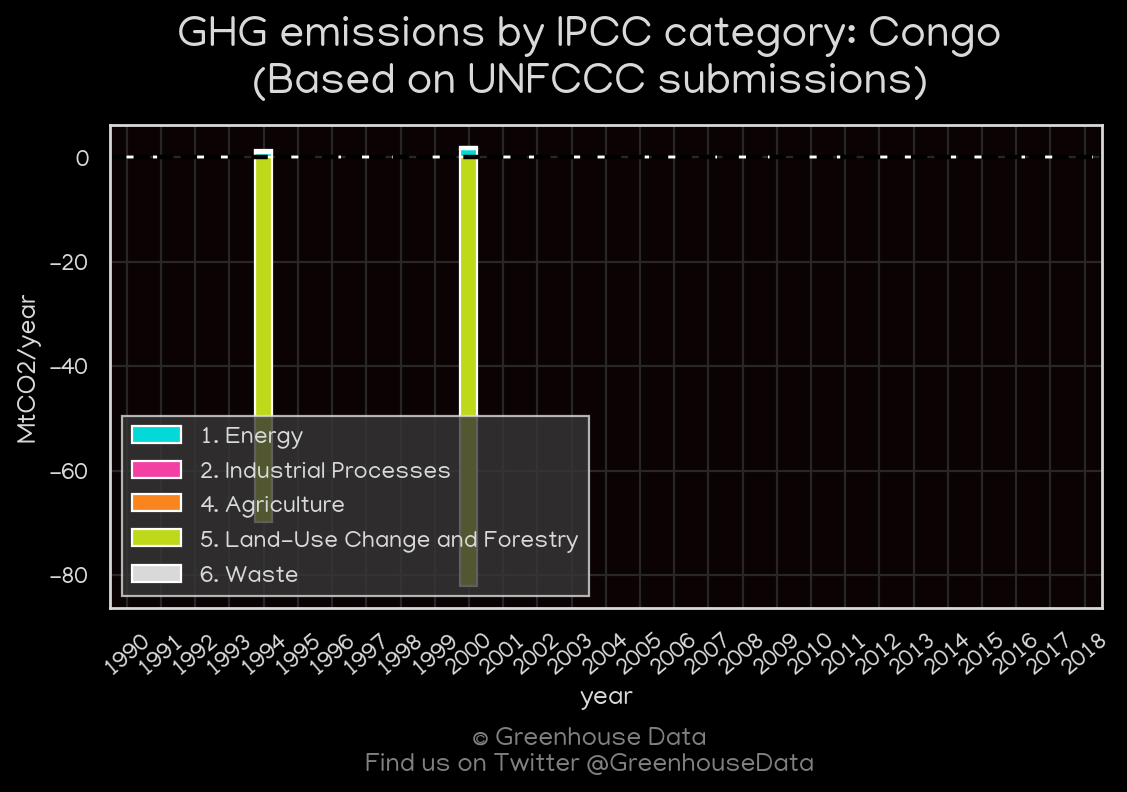 GHG emissions by IPCC category: Congo
(Based on UNFCCC submissions)
MtCO2/year
0
−20
−40
−60
−80
1. Energy
2. Industrial Processes
4. Agriculture
5. Land-Use Change and Forestry
6. Waste
1990 1991 1992 1993 1994 1995 1996 1997 1998 1999 2000 2001 2002 2003 2004 2005 2006 2007 2008 2009 2010 2011 2012 2013 2014 2015 2016 2017 2018
year
© Greenhouse Data
Find us on Twitter @GreenhouseData